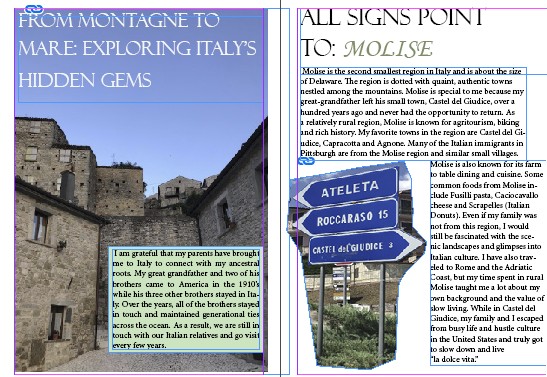 FROM MONTAGNE TO
MARE: EXPLORING ITALY'S
HIDDEN GEMS
I am grateful that my parents have brought
me to Italy to connect with my ancestral
roots. My great grandfather and two of his
brothers came to America in the 1910's
while his three other brothers stayed in Ita-
ly. Over the years, all of the brothers stayed
in touch and maintained generational ties
across the ocean. As a result, we are still in
touch with our Italian relatives and go visit
every few years.
ALL SIGNS POINT
TO: MOLISE
Molise is the second smallest region in Italy and is about the size
of Delaware. The region is dotted with quaint, authentic towns
nestled among the mountains. Molise is special to me because my
great-grandfather left his small town, Castel del Giudice, over a
hundred years ago and never had the opportunity to return. As
a relatively rural region, Molise is known for agritourism, biking
and rich history. My favorite towns in the region are Castel del Gi-
udice, Capracotta and Agnone. Many of the Italian immigrants in
Pittsburgh are from the Molise region and similar small villages.
ATELETA
ROCCARASO 15
CASTEL del GIUDICE 3
Molise is also known for its farm
to table dining and cuisine. Some
common foods from Molise in-
clude Fusilli pasta, Caciocavallo
cheese and Scrapelles (Italian
Donuts). Even if my family was
not from this region, I would
still be fascinated with the sce-
nic landscapes and glimpses into
Italian culture. I have also trav-
eled to Rome and the Adriatic
Coast, but my time spent in rural
Molise taught me a lot about my
own background and the value of
slow living. While in Castel del
Giudice, my family and I escaped
from busy life and hustle culture
in the United States and truly got
to slow down and live
"la dolce vita."